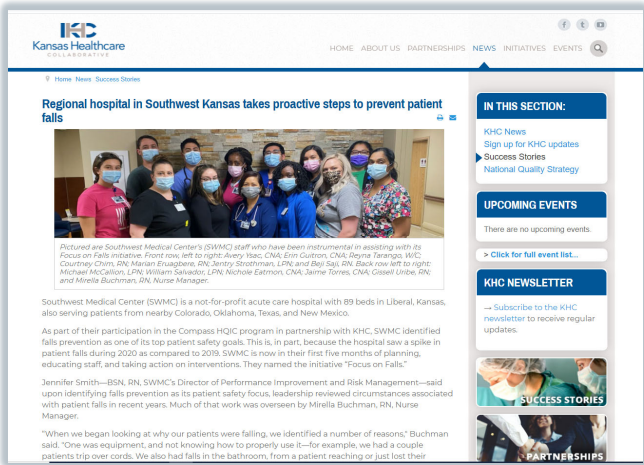 KHC
Kansas Healthcare
COLLABORATIVE
HOME ABOUT US PARTNERSHIPS NEWS INITIATIVES EVENTS
Home News Success Stories
Regional hospital in Southwest Kansas takes proactive steps to prevent patient
falls
Pictured are Southwest Medical Center's (SWMC) staff who have been instrumental in assisting with its
Focus on Falls initiative. Front row, left to right: Avery Ysac, CNA; Erin Guitron, CNA; Reyna Tarango, W/C;
Courtney Chim, RN; Marian Eruagbere, RN; Jentry Strothman, LPN; and Beji Saji, RN. Back row left to right:
Michael McCallion, LPN; William Salvador, LPN; Nichole Eatmon, CNA; Jaime Torres, CNA; Gissell Uribe, RN;
and Mirella Buchman, RN, Nurse Manager.
Southwest Medical Center (SWMC) is a not-for-profit acute care hospital with 89 beds in Liberal, Kansas,
also serving patients from nearby Colorado, Oklahoma, Texas, and New Mexico.
As part of their participation in the Compass HQIC program in partnership with KHC, SWMC identified
falls prevention as one of its top patient safety goals. This is, in part, because the hospital saw a spike in
patient falls during 2020 as compared to 2019. SWMC is now in their first five months of planning,
educating staff, and taking action on interventions. They named the initiative "Focus on Falls."
Jennifer Smith—BSN, RN, SWMC's Director of Performance Improvement and Risk Management—said
upon identifying falls prevention as its patient safety focus, leadership reviewed circumstances associated
with patient falls in recent years. Much of that work was overseen by Mirella Buchman, RN, Nurse
Manager.
"When we began looking at why our patients were falling, we identified a number of reasons," Buchman
said. "One was equipment, and not knowing how to properly use it—for example, we had a couple
patients trip over cords. We also had falls in the bathroom, from a patient reaching or just lost their
IN THIS SECTION:
KHC News
Sign up for KHC updates
Success Stories
National Quality Strategy
UPCOMING EVENTS
There are no upcoming events.
> Click for full event list...
KHC NEWSLETTER
→ Subscribe to the KHC
newsletter to receive regular
updates.
SUCCESS STORIES
PARTNERSHIPS